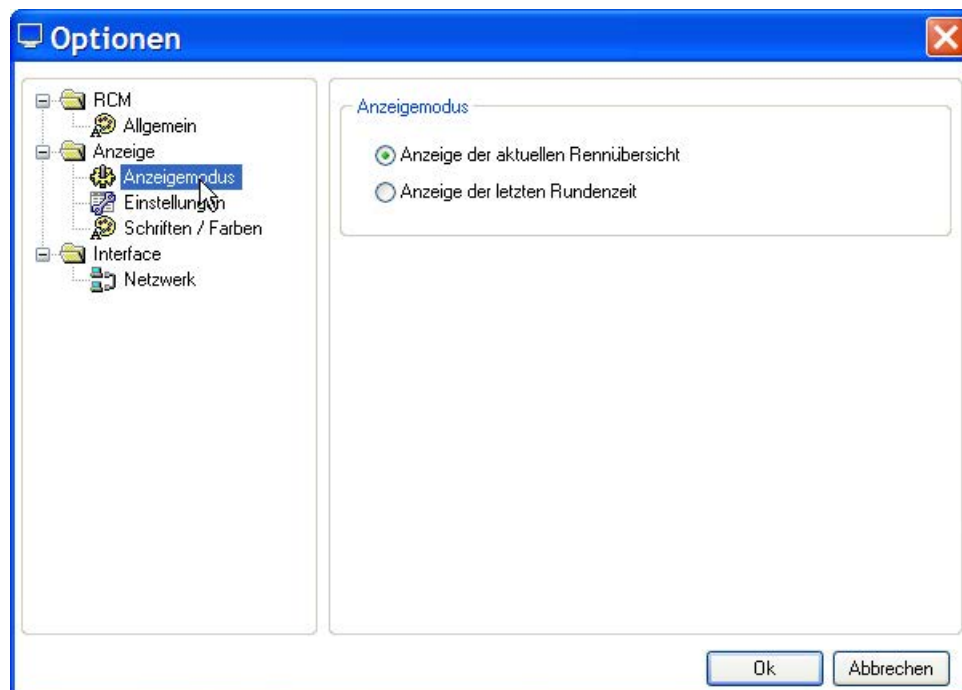 Optionen
RCM
Allgemein
Anzeige
Anzeigemodus
Einstellungen
Schriften / Farben
Interface
Netzwerk
Anzeigemodus
Anzeige der aktuellen Rennübersicht
Anzeige der letzten Rundenzeit
Ok
Abbrechen